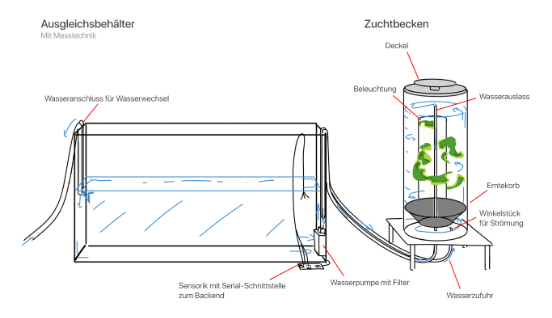 Ausgleichsbehälter
Mit Messtechnik
Zuchtbecken
Deckel
Beleuchtung
Wasserauslass
Wasseranschluss für Wasserwechsel
Erntekorb
Winkelstück
für Strömung
Sensorik mit Serial-Schnittstelle
zum Backend
Wasserpumpe mit Filter
Wasserzufuhr